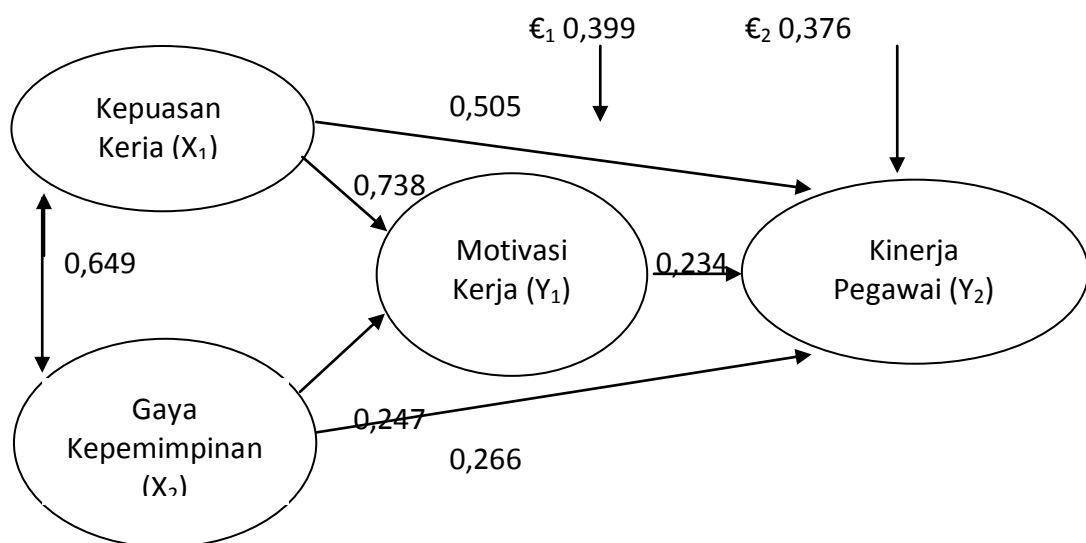 €₁ 0,399
€₂ 0,376
Kepuasan
Kerja (X₁)
0,505
0,738
0,649
Motivasi
Kerja (Y₁)
0,234
Kinerja
Pegawai (Y₂)
Gaya
Kepemimpinan
(X₂)
0,247
0,266